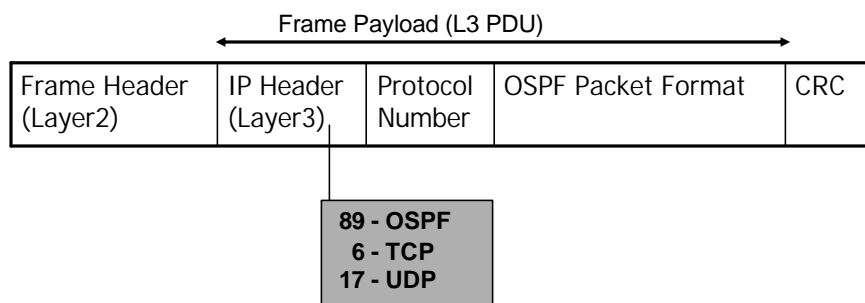 Frame Payload (L3 PDU)
Frame Header
(Layer2)
IP Header
(Layer3)
Protocol
Number
OSPF Packet Format
CRC
89 - OSPF
6 - TCP
17 - UDP